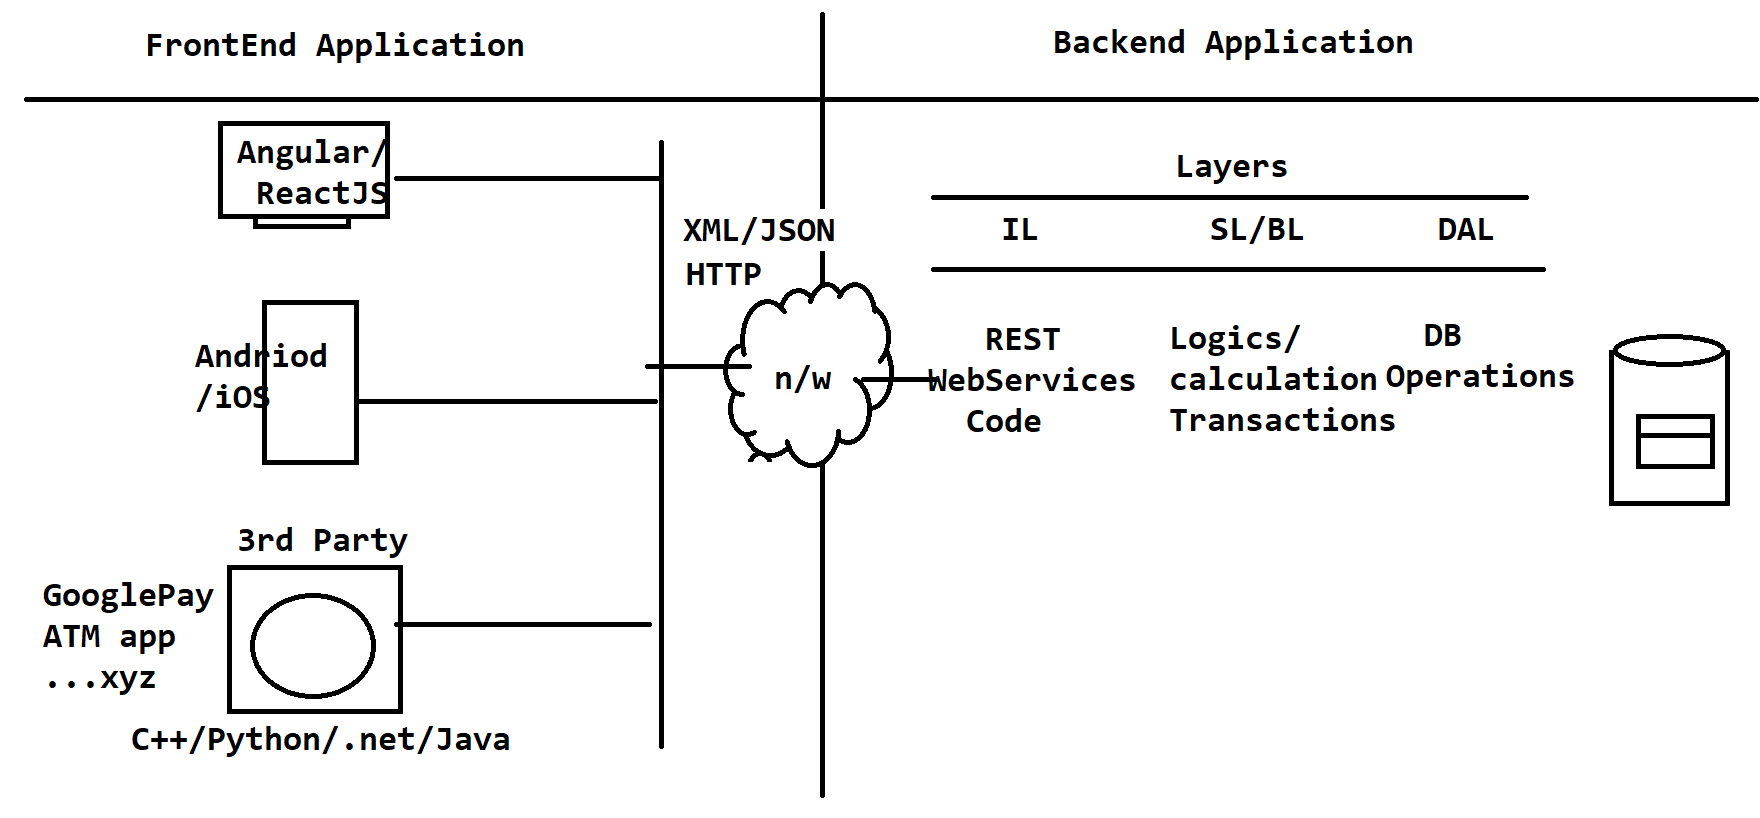 FrontEnd Application
Backend Application
Angular/
ReactJS
XML/JSON
HTTP
Andriod
/iOS
n/w
3rd Party
GooglePay
ATM app
...xyz
C++/Python/.net/Java
Layers
IL
SL/BL
DAL
REST
WebServices
Code
Logics/
calculation
Transactions
DB
Operations